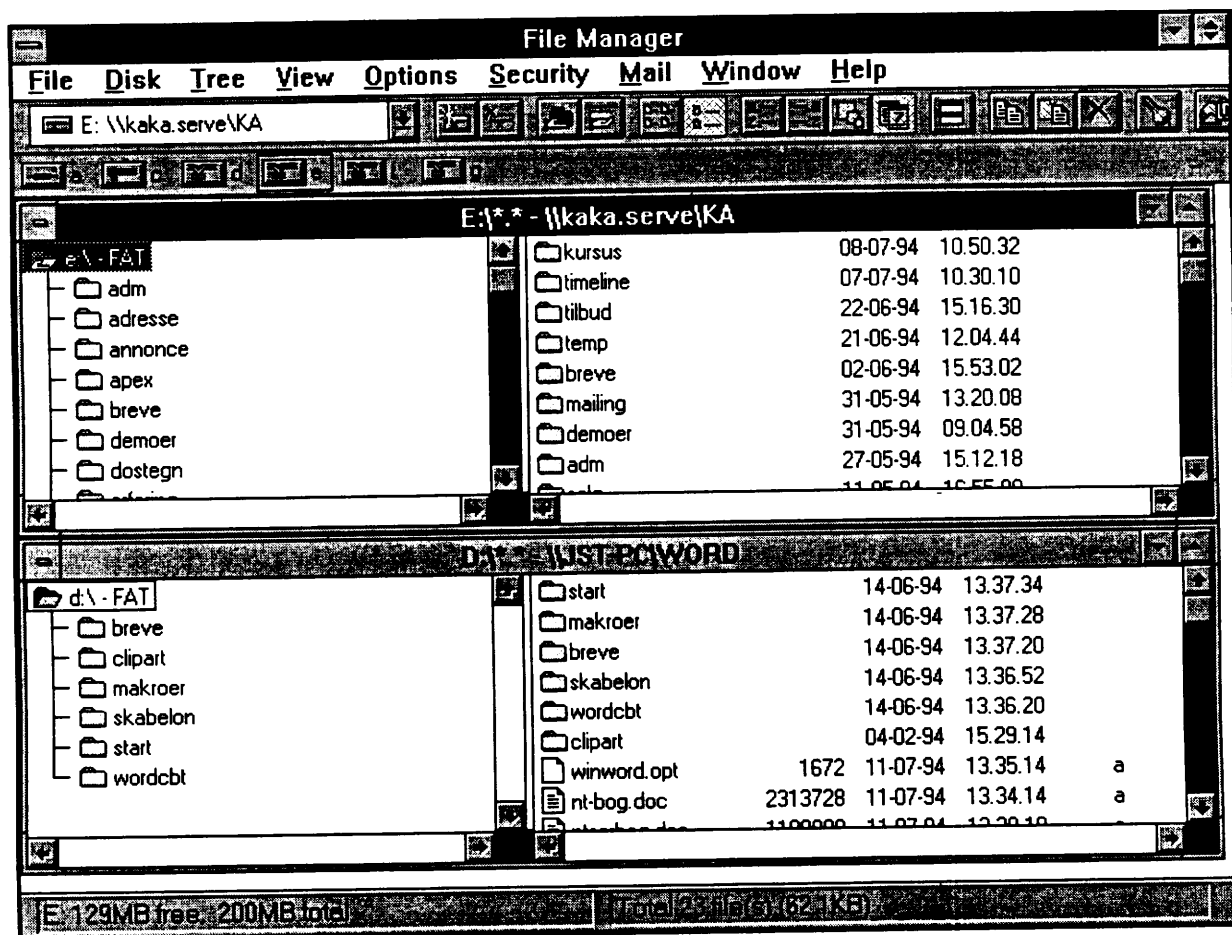 File Manager
File Disk Tree View Options Security Mail Window Help
E: \\kaka.serve\KA
a c d e
E:\*.* - \\kaka.serve\KA
e:\ - FAT
adm
adresse
annonce
apex
breve
demoer
dostegn
kursus 08-07-94 10.50.32
timeline 07-07-94 10.30.10
tilbud 22-06-94 15.16.30
temp 21-06-94 12.04.44
breve 02-06-94 15.53.02
mailing 31-05-94 13.20.08
demoer 31-05-94 09.04.58
adm 27-05-94 15.12.18
D:\*.* - \\JST-PC\WORD
d:\ - FAT
breve
clipart
makroer
skabelon
start
wordcbt
start 14-06-94 13.37.34
makroer 14-06-94 13.37.28
breve 14-06-94 13.37.20
skabelon 14-06-94 13.36.52
wordcbt 14-06-94 13.36.20
clipart 04-02-94 15.29.14
winword.opt 1672 11-07-94 13.35.14 a
nt-bog.doc 2313728 11-07-94 13.34.14 a
E: 129MB free, 200MB total
Total 23 file(s) (62.1KB)